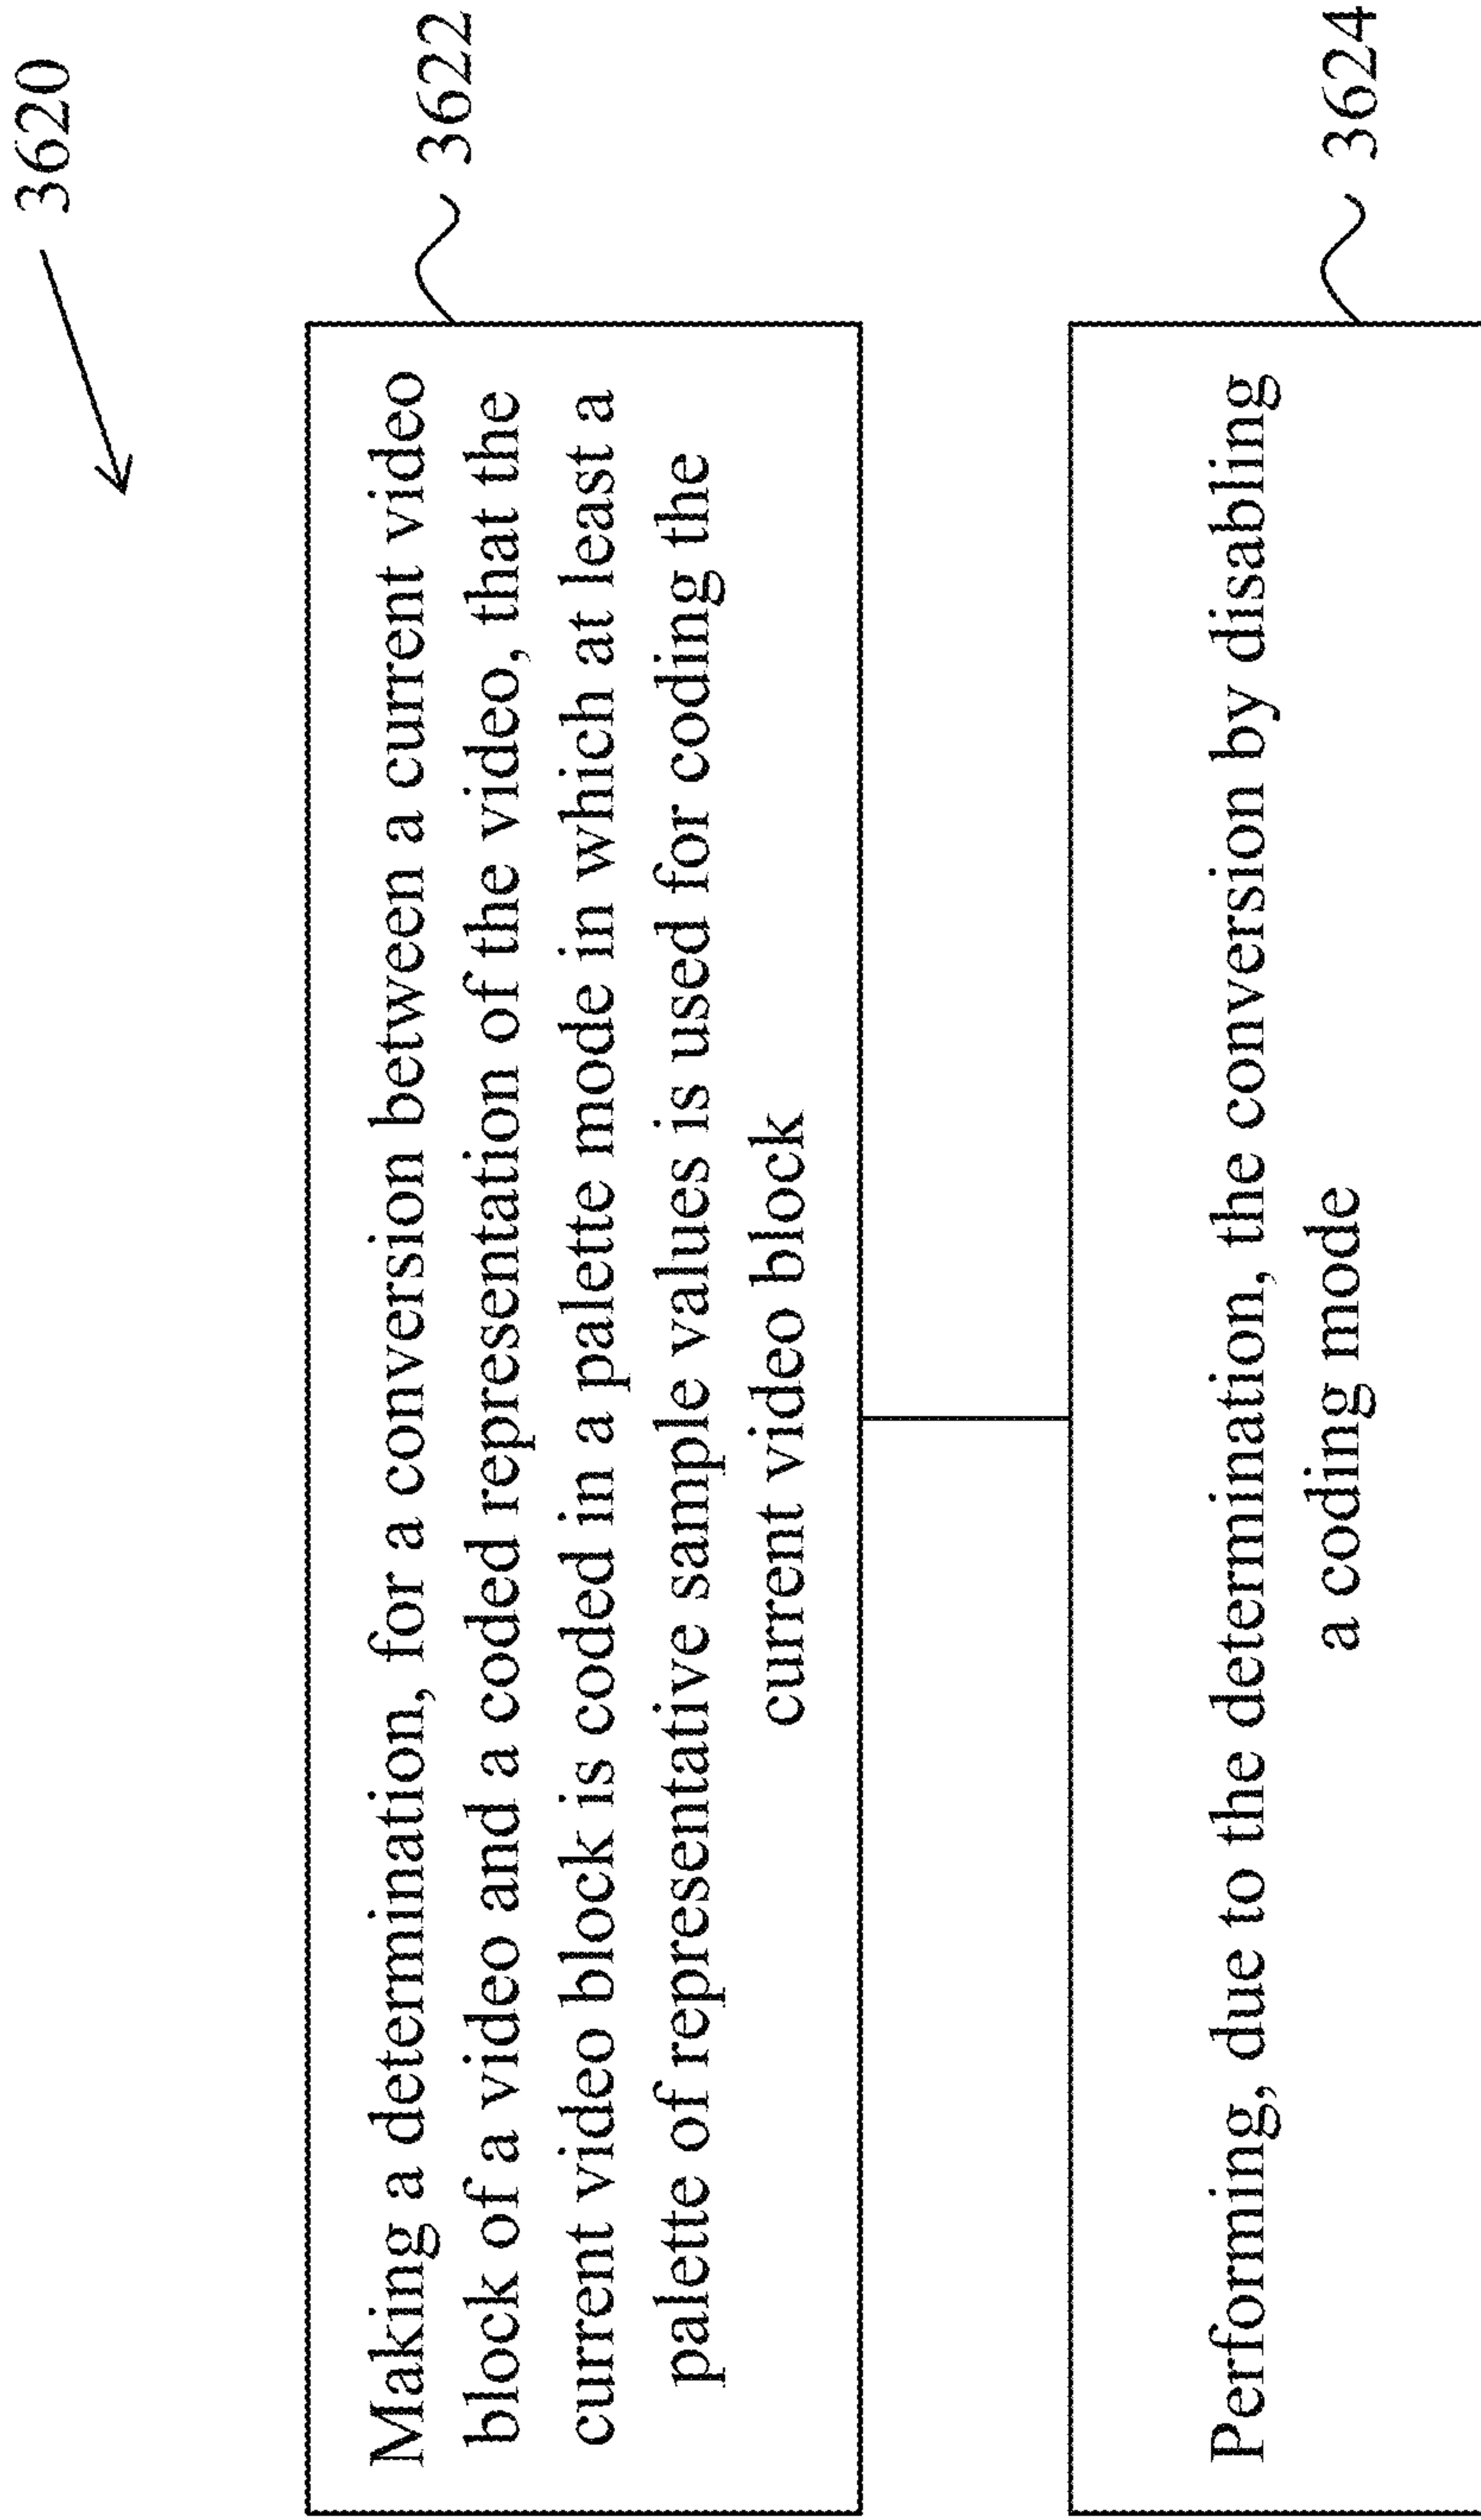 3620
Making a determination, for a conversion between a current video
block of a video and a coded representation of the video, that the
current video block is coded in a palette mode in which at least a
palette of representative sample values is used for coding the
current video block
3622
Performing, due to the determination, the conversion by disabling
a coding mode
3624